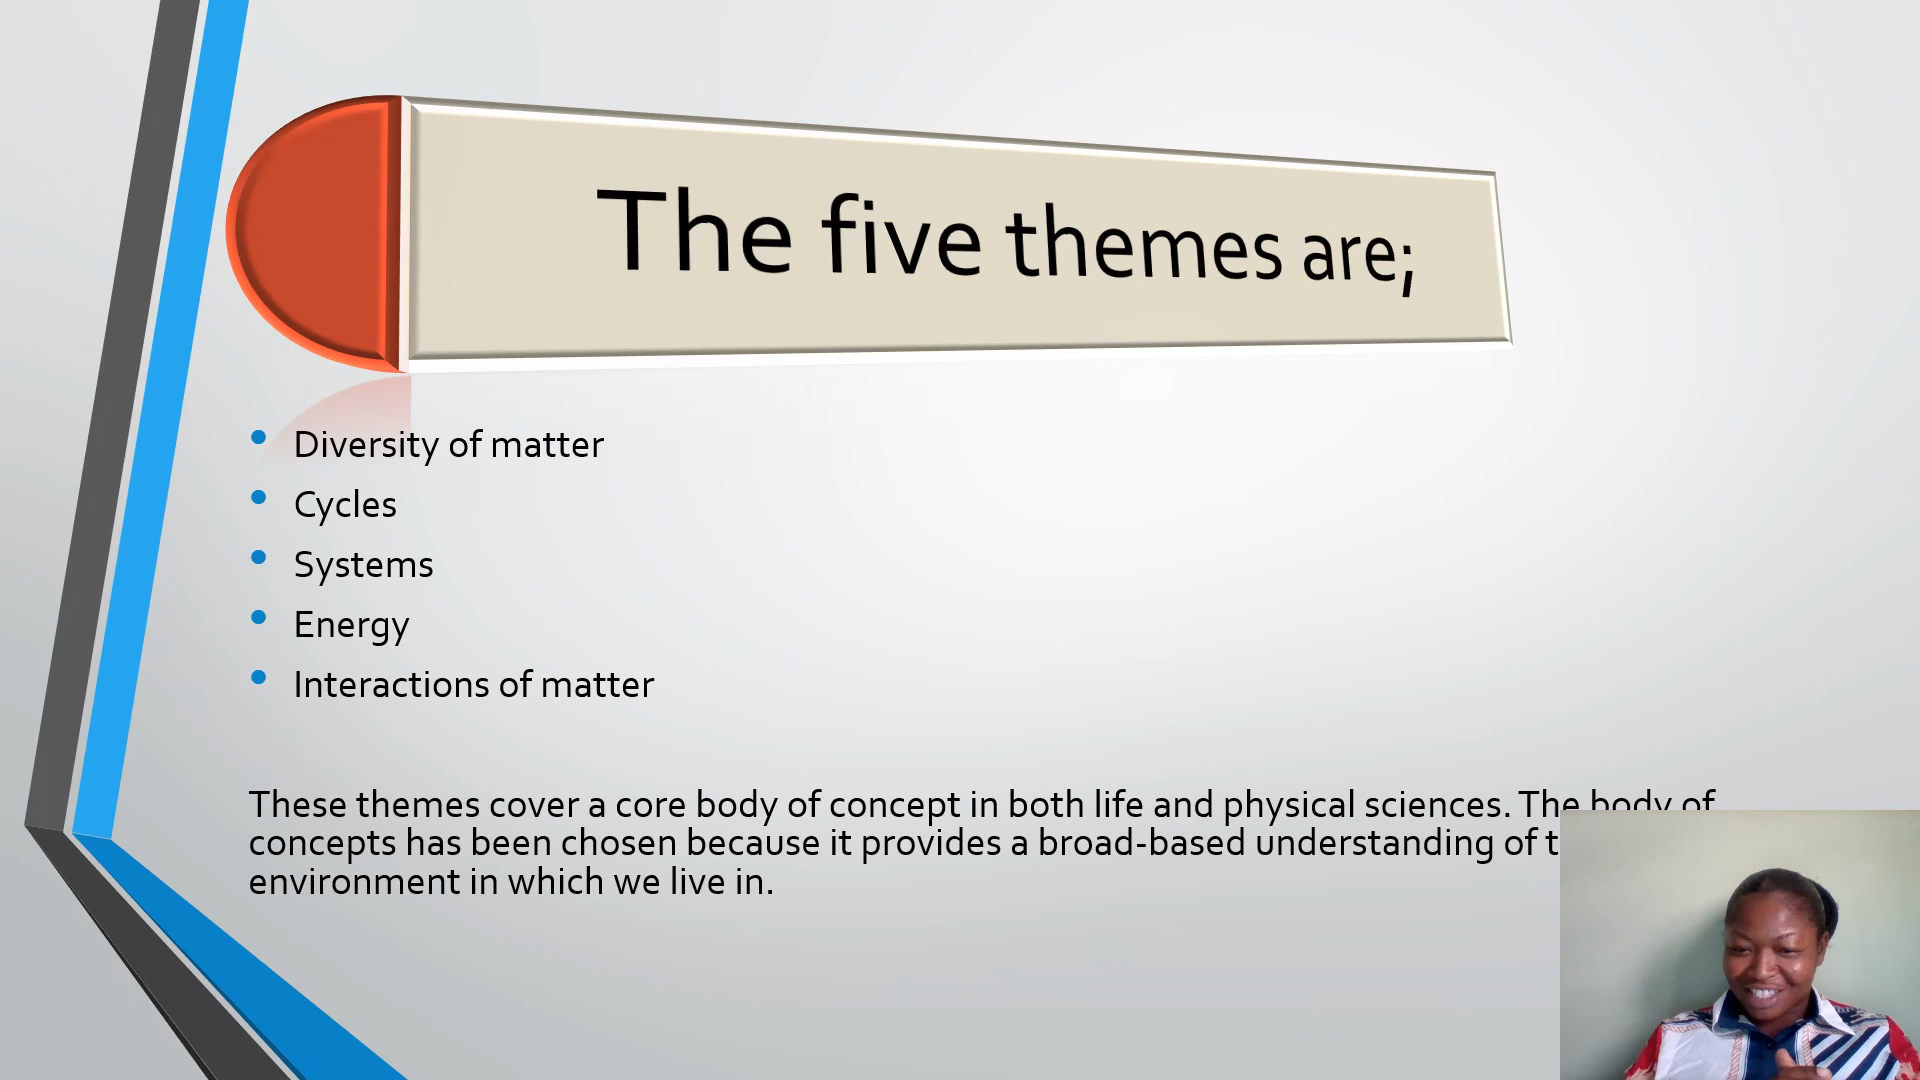 The five themes are;
Diversity of matter
Cycles
Systems
Energy
Interactions of matter
These themes cover a core body of concept in both life and physical sciences. The body of
concepts has been chosen because it provides a broad-based understanding of
environment in which we live in.